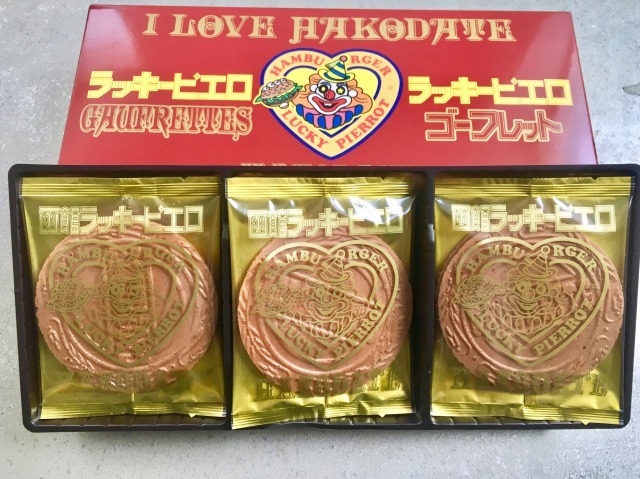 I LOVE HAKODATE
ラッキーピエロ
GAUFRETTES
HAMBURGER
LUCKY PIERROT
ラッキーピエロ
ゴーフレット
函館ラッキーピエロ
HAMBURGER
LUCKY PIERROT
函館ラッキーピエロ
HAMBURGER
LUCKY PIERROT
函館ラッキーピエロ
HAMBURGER
LUCKY PIERROT